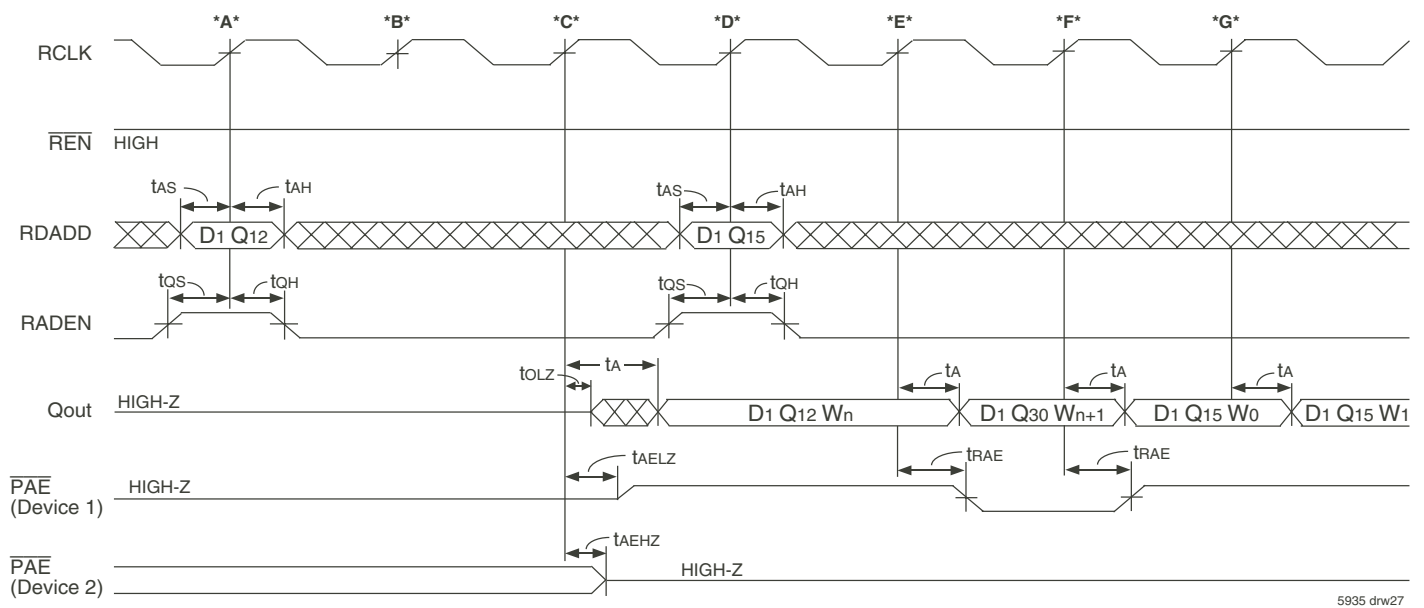 *A* *B* *C* *D* *E* *F* *G*
RCLK
REN HIGH
tAS tAH tAS tAH
RDADD D1 Q12 D1 Q15
tQS tQH tQS tQH
RADEN
tOLZ tA tA tA tA
Qout HIGH-Z D1 Q12 Wn D1 Q30 Wn+1 D1 Q15 W0 D1 Q15 W1
tAELZ tRAE tRAE
PAE HIGH-Z
(Device 1)
tAEHZ
PAE HIGH-Z
(Device 2)
5935 drw27